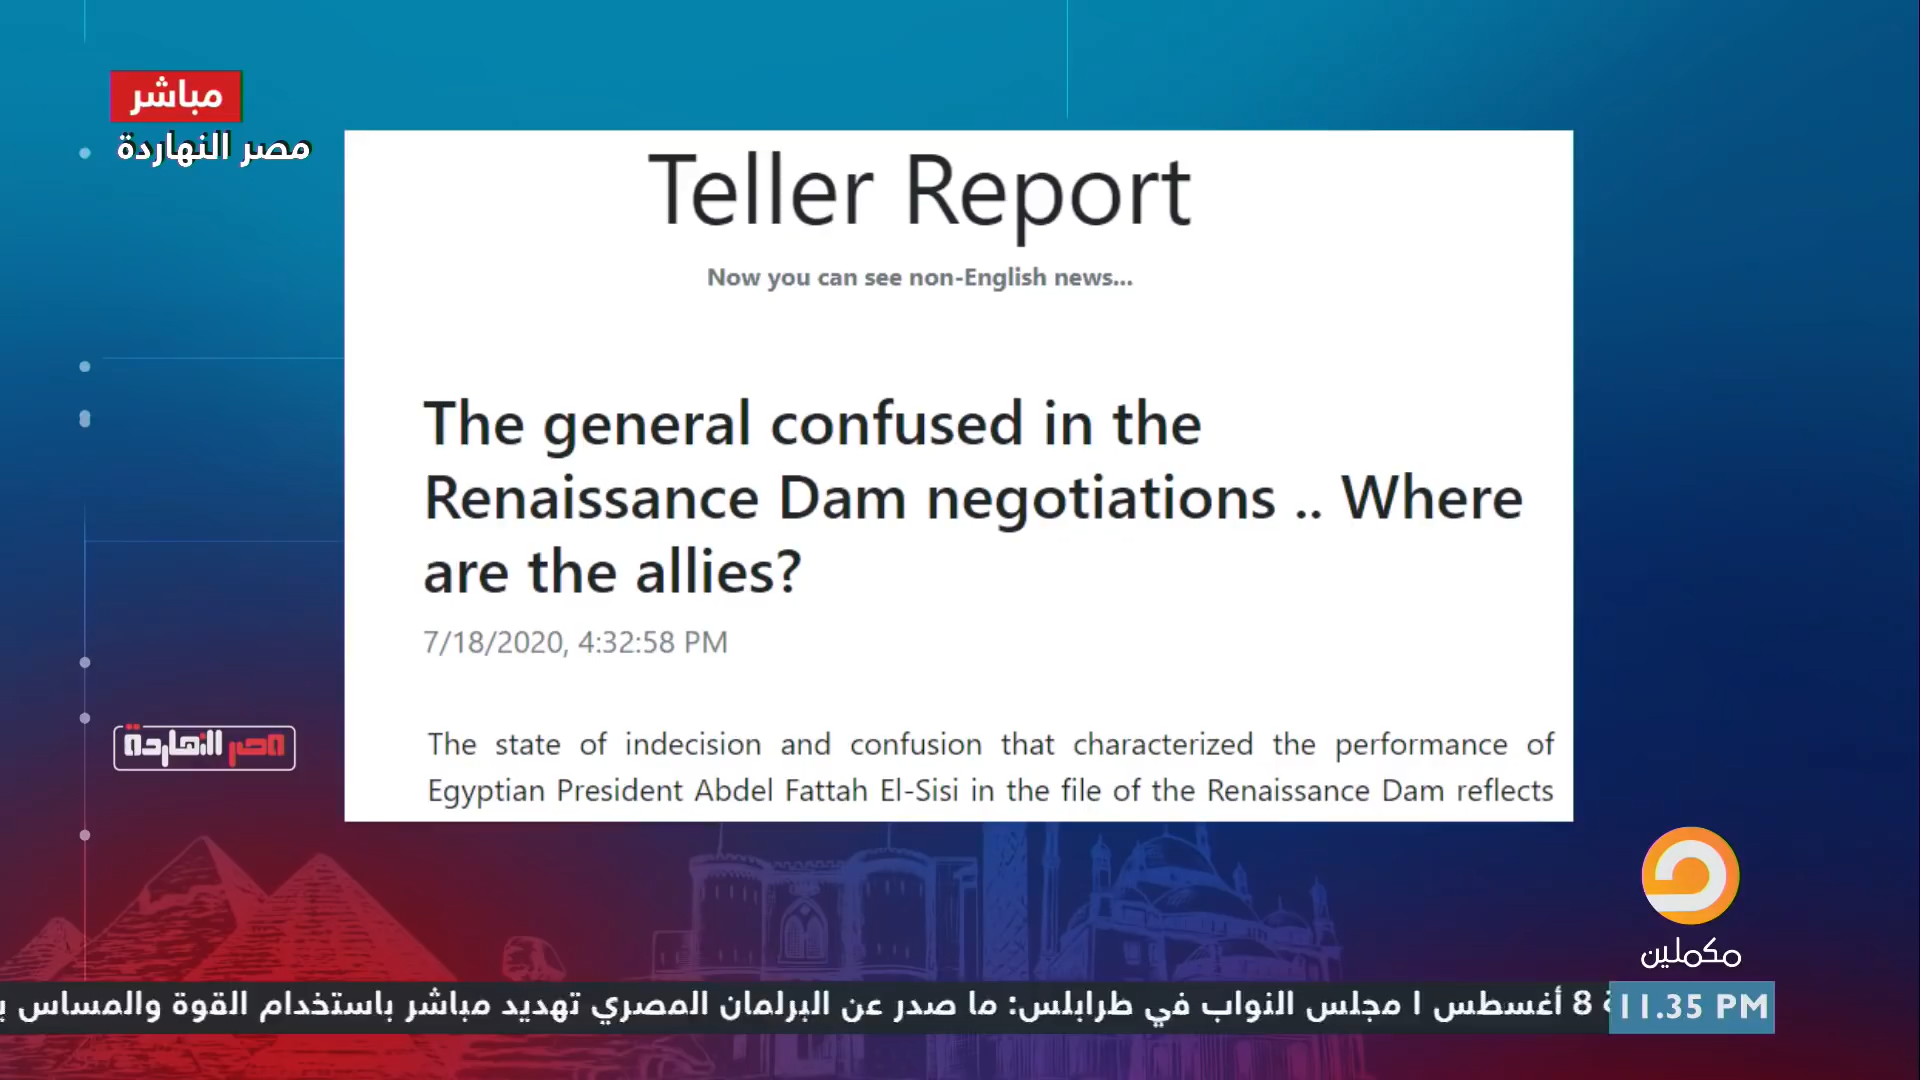 مباشر
مصر النهاردة
Teller Report
Now you can see non-English news...
The general confused in the
Renaissance Dam negotiations .. Where
are the allies?
7/18/2020, 4:32:58 PM
The state of indecision and confusion that characterized the performance of
Egyptian President Abdel Fattah El-Sisi in the file of the Renaissance Dam reflects
مصر النهاردة
مكملين
8 أغسطس ا مجلس النواب في طرابلس: ما صدر عن البرلمان المصري تهديد مباشر باستخدام القوة والمساس
11.35 PM